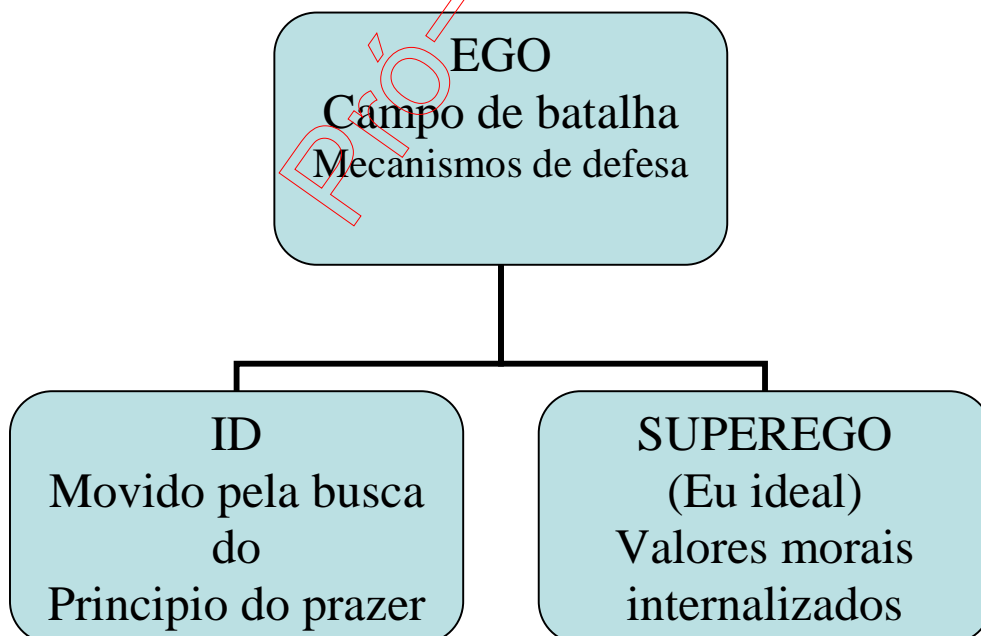 EGO
Campo de batalha
Mecanismos de defesa
Pró-
ID
Movido pela busca
do
Principio do prazer
SUPEREGO
(Eu ideal)
Valores morais
internalizados